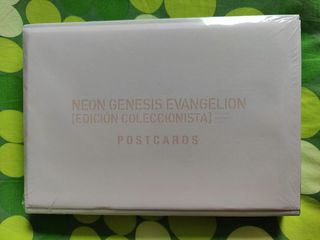 NEON GENESIS EVANGELION
[EDICIÓN COLECCIONISTA]
POSTCARDS